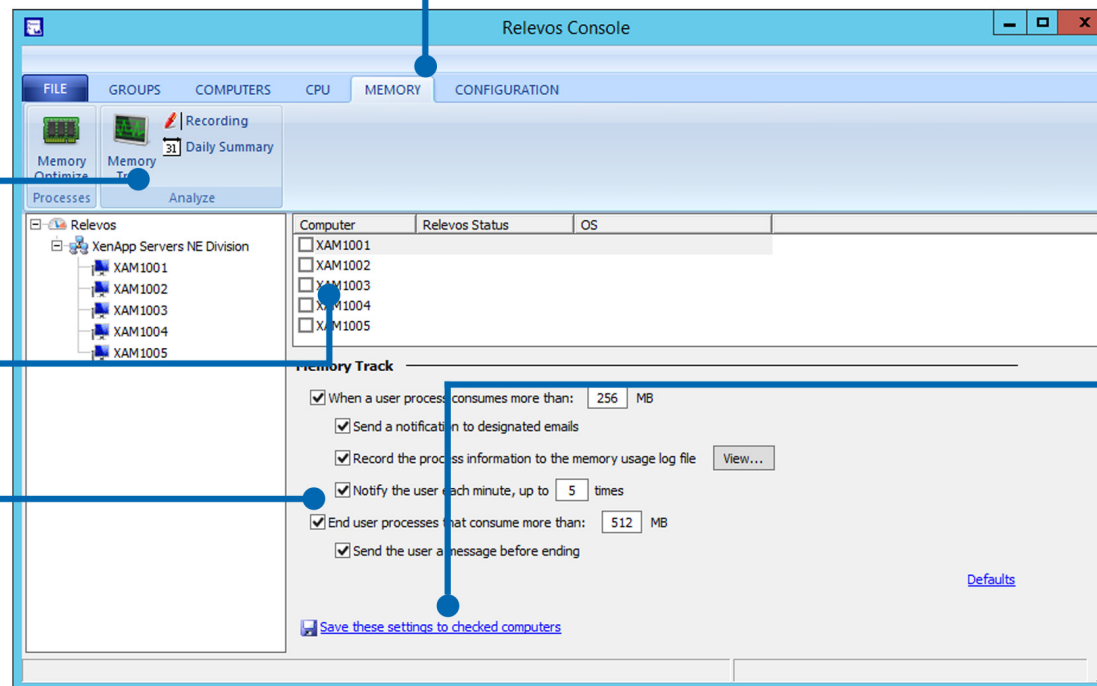 Relevos Console
FILE GROUPS COMPUTERS CPU MEMORY CONFIGURATION
Memory Optimize
Memory
Recording
31 Daily Summary
Processes Analyze
Relevos
XenApp Servers NE Division
XAM1001
XAM1002
XAM1003
XAM1004
XAM1005
Computer Relevos Status OS
XAM1001
XAM1002
XAM1003
XAM1004
XAM1005
Memory Track
When a user process consumes more than: 256 MB
Send a notification to designated emails
Record the process information to the memory usage log file View...
Notify the user each minute, up to 5 times
End user processes that consume more than: 512 MB
Send the user a message before ending
Defaults
Save these settings to checked computers